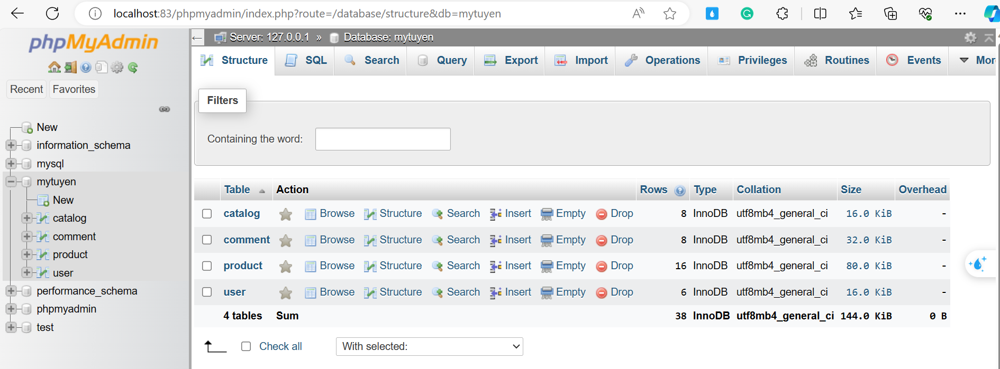 localhost:83/phpmyadmin/index.php?route=/database/structure&db=mytuyen
phpMyAdmin
Recent Favorites
New
information_schema
mysql
mytuyen
New
catalog
comment
product
user
performance_schema
phpmyadmin
test
Server: 127.0.0.1 » Database: mytuyen
Structure SQL Search Query Export Import Operations Privileges Routines Events Mor
Filters
Containing the word:
Table Action Rows Type Collation Size Overhead
catalog Browse Structure Search Insert Empty Drop 8 InnoDB utf8mb4_general_ci 16.0 KiB -
comment Browse Structure Search Insert Empty Drop 8 InnoDB utf8mb4_general_ci 32.0 KiB -
product Browse Structure Search Insert Empty Drop 16 InnoDB utf8mb4_general_ci 80.0 KiB -
user Browse Structure Search Insert Empty Drop 6 InnoDB utf8mb4_general_ci 16.0 KiB -
4 tables Sum 38 InnoDB utf8mb4_general_ci 144.0 KiB 0 B
Check all With selected: